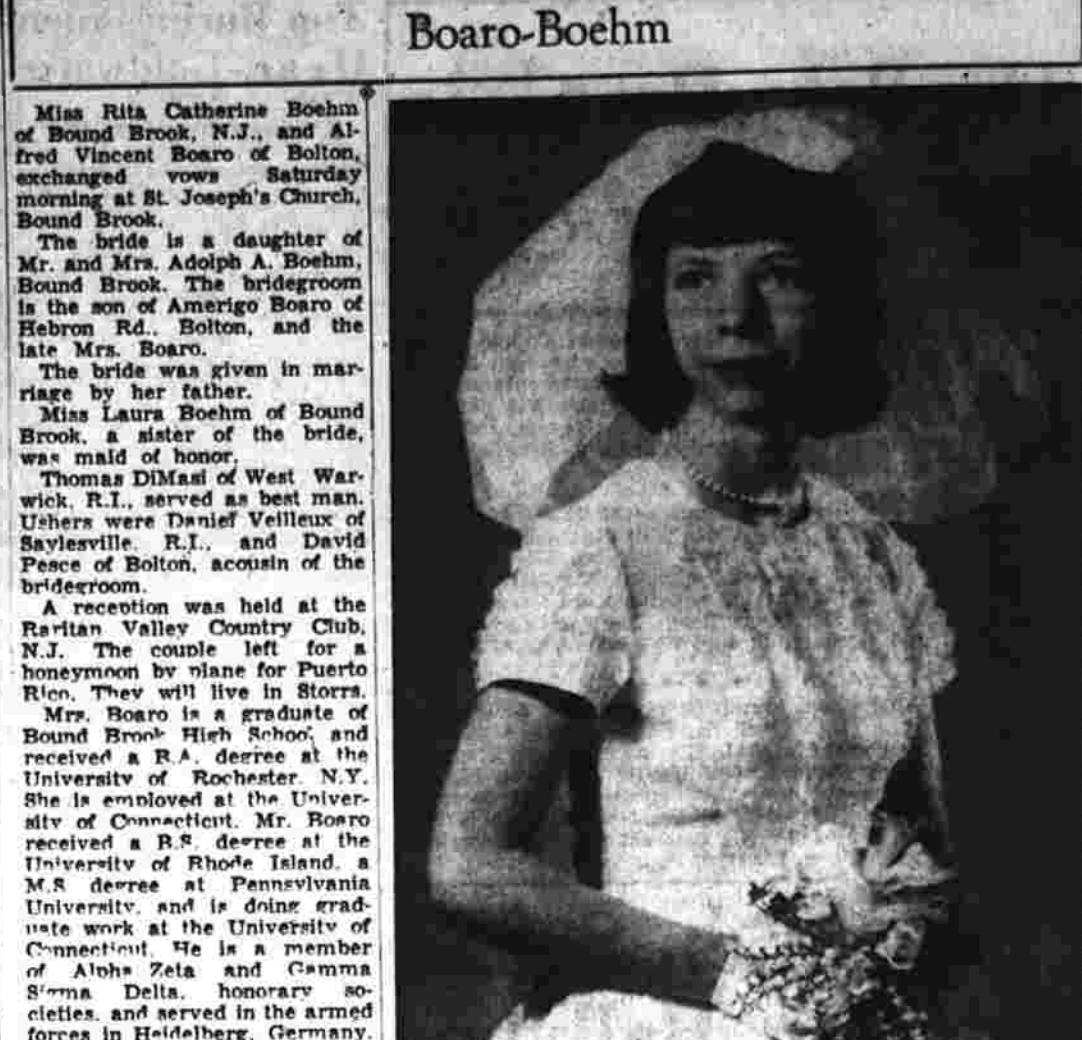 Boaro-Boehm
Miss Rita Catherine Boehm
of Bound Brook, N.J., and Al-
fred Vincent Boaro of Bolton,
exchanged vows Saturday
morning at St. Joseph's Church,
Bound Brook.
The bride is a daughter of
Mr. and Mrs. Adolph A. Boehm,
Bound Brook. The bridegroom
is the son of Amerigo Boaro of
Hebron Rd., Bolton, and the
late Mrs. Boaro.
The bride was given in mar-
riage by her father.
Miss Laura Boehm of Bound
Brook, a sister of the bride,
was maid of honor.
Thomas DiMasi of West War-
wick, R.I., served as best man.
Ushers were Daniel Veilleux of
Saylesville, R.I., and David
Pesce of Bolton, acousin of the
bridegroom.
A reception was held at the
Raritan Valley Country Club,
N.J. The couple left for a
honeymoon by plane for Puerto
Rico. They will live in Storrs.
Mrs. Boaro is a graduate of
Bound Brook High School, and
received a B.A. degree at the
University of Rochester, N.Y.
She is employed at the Univer-
sity of Connecticut. Mr. Boaro
received a B.S. degree at the
University of Rhode Island, a
M.S. degree at Pennsylvania
University, and is doing grad-
uate work at the University of
Connecticut. He is a member
of Alpha Zeta and Gamma
Sigma Delta, honorary so-
cieties, and served in the armed
forces in Heidelberg, Germany.